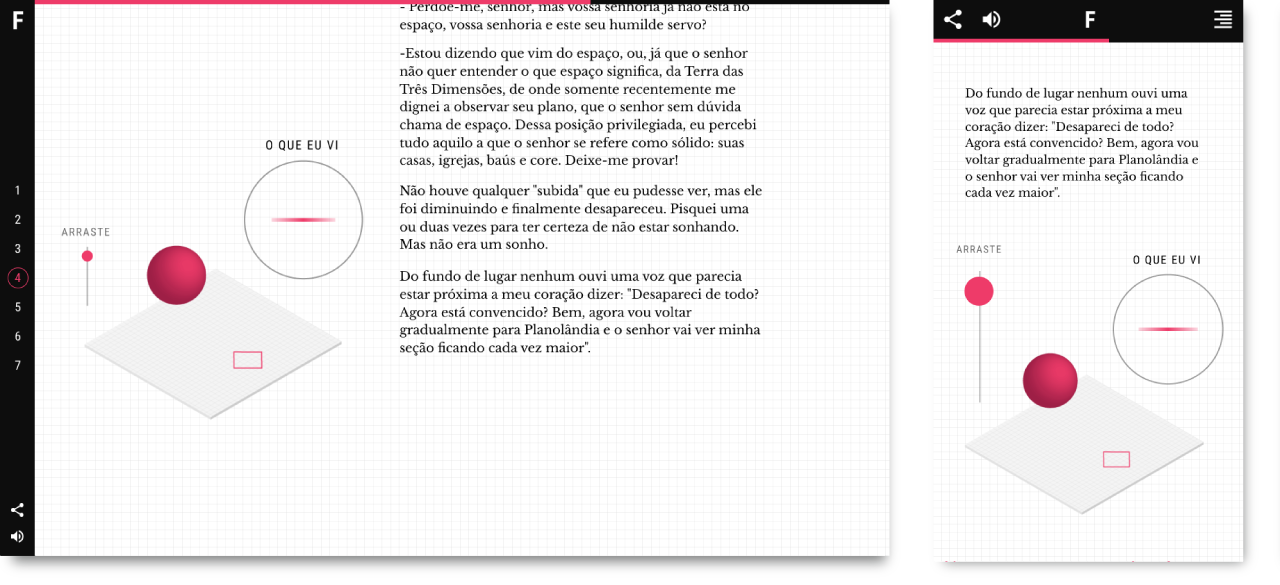 F
- Perdoe-me, senhor, mas vossa senhoria já não está no
espaço, vossa senhoria e este seu humilde servo?
-Estou dizendo que vim do espaço, ou, já que o senhor
não quer entender o que espaço significa, da Terra das
Três Dimensões, de onde somente recentemente me
dignei a observar seu plano, que o senhor sem dúvida
chama de espaço. Dessa posição privilegiada, eu percebi
tudo aquilo a que o senhor se refere como sólido: suas
casas, igrejas, baús e core. Deixe-me provar!
Não houve qualquer "subida" que eu pudesse ver, mas ele
foi diminuindo e finalmente desapareceu. Pisquei uma
ou duas vezes para ter certeza de não estar sonhando.
Mas não era um sonho.
Do fundo de lugar nenhum ouvi uma voz que parecia
estar próxima a meu coração dizer: "Desapareci de todo?
Agora está convencido? Bem, agora vou voltar
gradualmente para Planolândia e o senhor vai ver minha
seção ficando cada vez maior".
O QUE EU VI
ARRASTE
1
2
3
4
5
6
7
F
Do fundo de lugar nenhum ouvi uma
voz que parecia estar próxima a meu
coração dizer: "Desapareci de todo?
Agora está convencido? Bem, agora vou
voltar gradualmente para Planolândia e
o senhor vai ver minha seção ficando
cada vez maior".
ARRASTE
O QUE EU VI